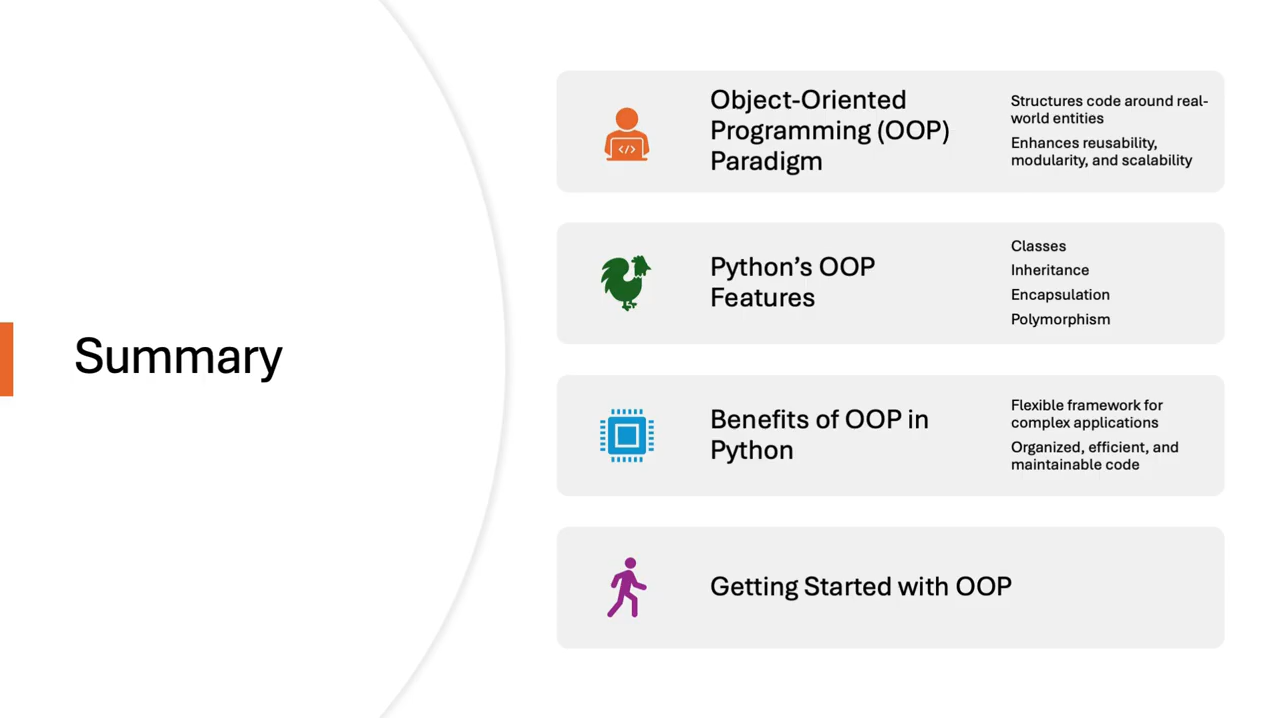 Summary
Object-Oriented
Programming (OOP)
Paradigm
Structures code around real-
world entities
Enhances reusability,
modularity, and scalability
Python’s OOP
Features
Classes
Inheritance
Encapsulation
Polymorphism
Benefits of OOP in
Python
Flexible framework for
complex applications
Organized, efficient, and
maintainable code
Getting Started with OOP